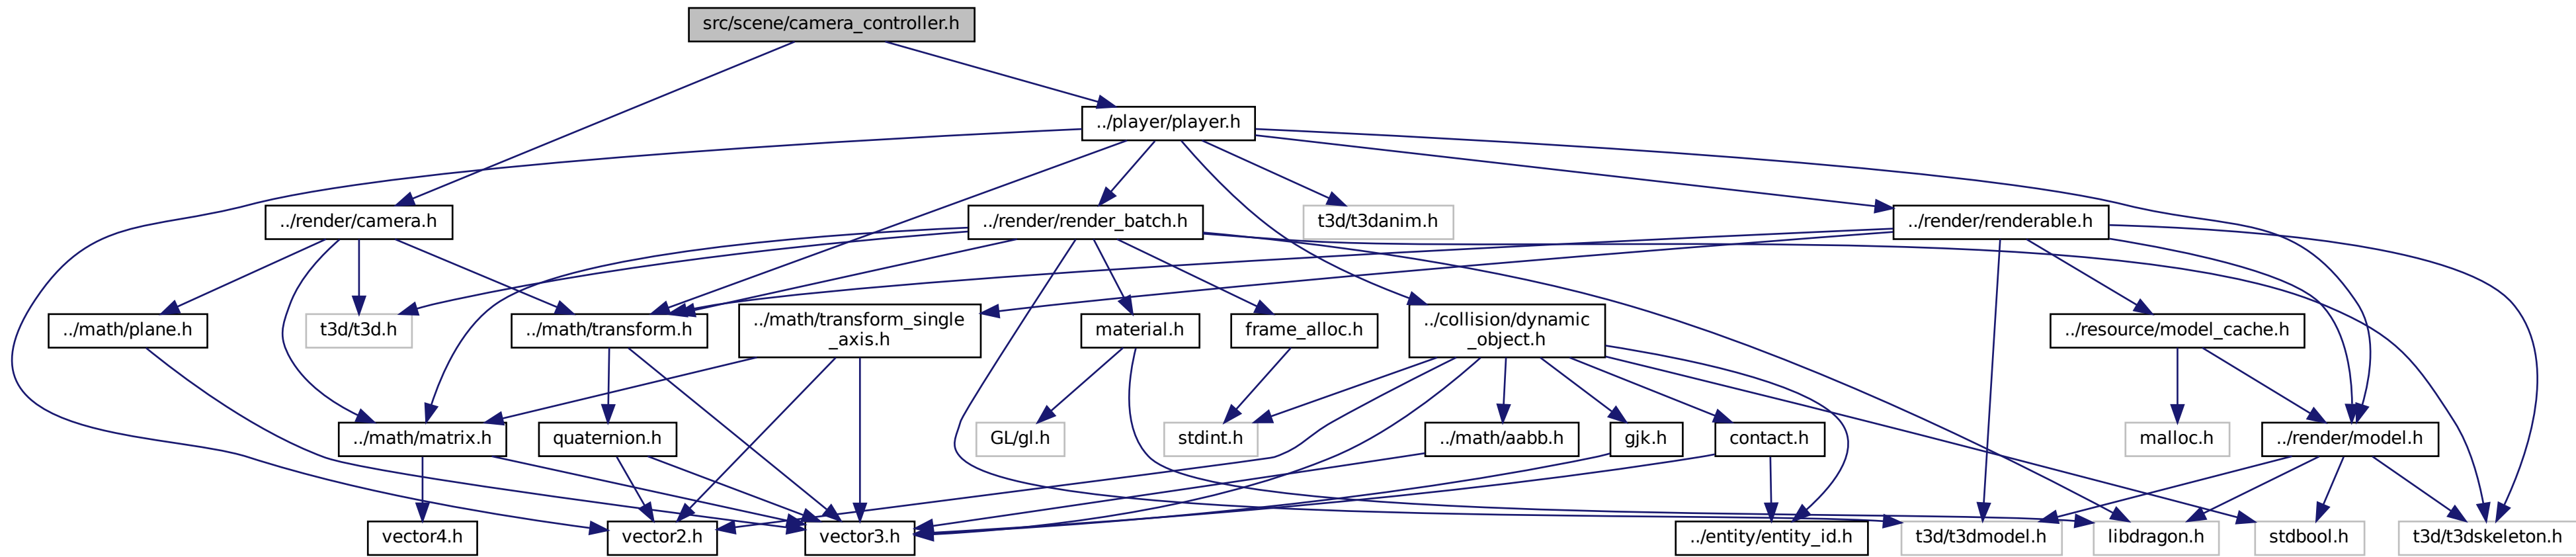 src/scene/camera_controller.h
../player/player.h
../render/camera.h
../render/render_batch.h
t3d/t3danim.h
../render/renderable.h
../math/plane.h
t3d/t3d.h
../math/transform.h
../math/transform_single
_axis.h
material.h
frame_alloc.h
../collision/dynamic
_object.h
../resource/model_cache.h
../math/matrix.h
quaternion.h
GL/gl.h
stdint.h
../math/aabb.h
gjk.h
contact.h
malloc.h
../render/model.h
vector4.h
vector2.h
vector3.h
../entity/entity_id.h
t3d/t3dmodel.h
libdragon.h
stdbool.h
t3d/t3dskeleton.h